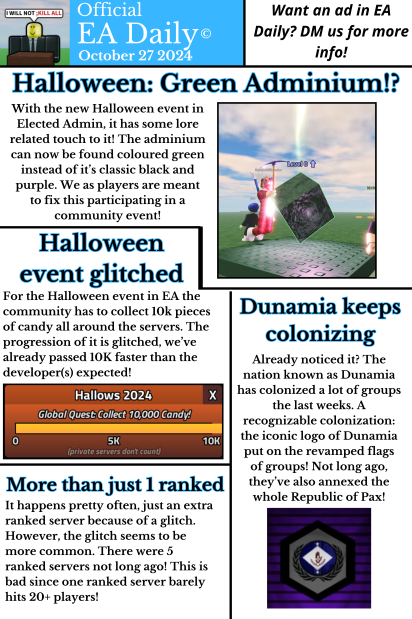 I WILL NOT ;KILL ALL
Official
EA Daily©
October 27 2024
Want an ad in EA
Daily? DM us for more
info!
Halloween: Green Adminium!?
With the new Halloween event in
Elected Admin, it has some lore
related touch to it! The adminium
can now be found coloured green
instead of it's classic black and
purple. We as players are meant
to fix this participating in a
community event!
Level 0
Halloween
event glitched
For the Halloween event in EA the
community has to collect 10k pieces
of candy all around the servers. The
progression of it is glitched, we've
already passed 10K faster than the
developer(s) expected!
Hallows 2024 X
Global Quest: Collect 10,000 Candy!
0 5K 10K
(private servers don't count)
More than just 1 ranked
It happens pretty often, just an extra
ranked server because of a glitch.
However, the glitch seems to be
more common. There were 5
ranked servers not long ago! This is
bad since one ranked server barely
hits 20+ players!
Dunamia keeps
colonizing
Already noticed it? The
nation known as Dunamia
has colonized a lot of groups
the last weeks. A
recognizable colonization:
the iconic logo of Dunamia
put on the revamped flags
of groups! Not long ago,
they've also annexed the
whole Republic of Pax!